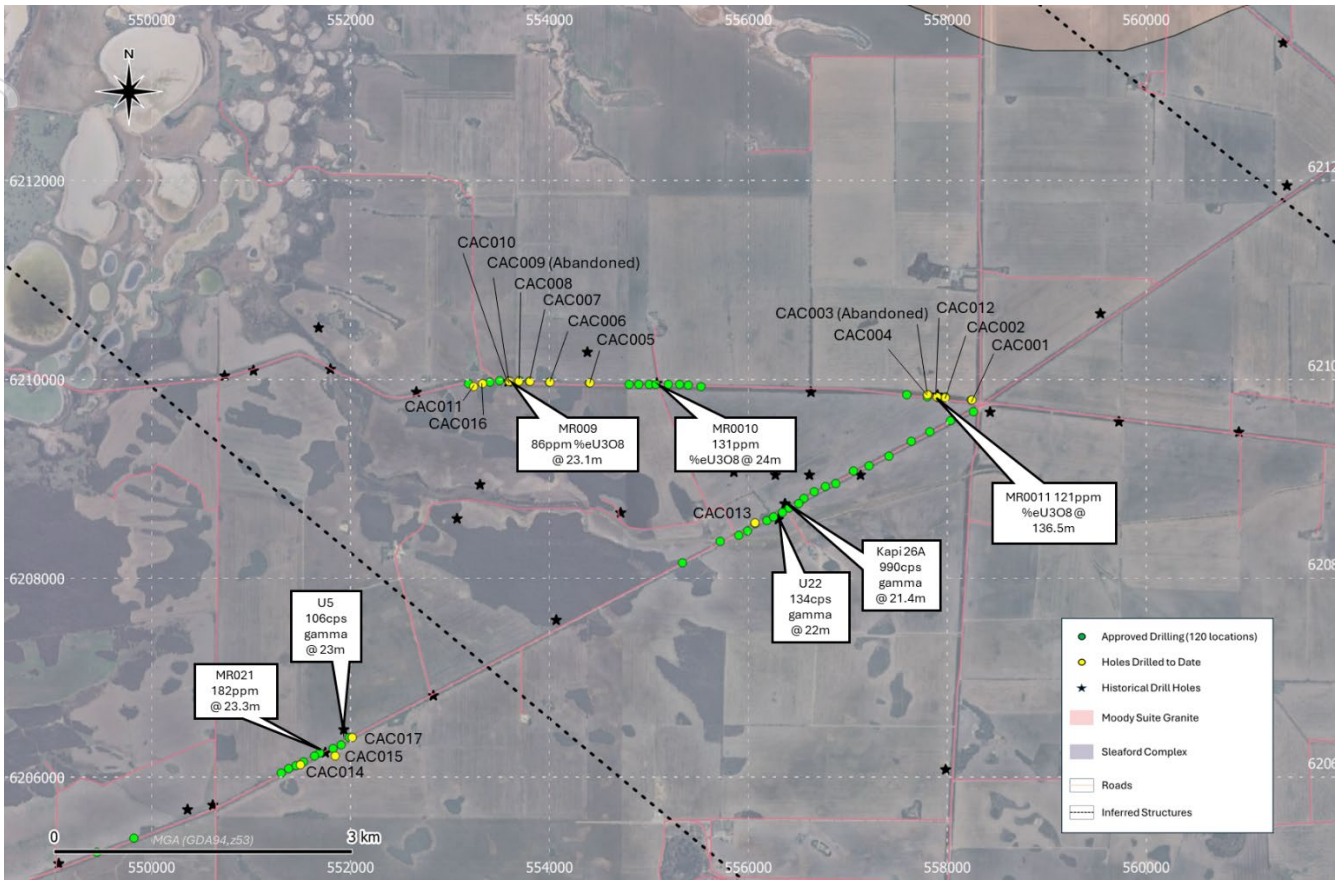 550000
552000
554000
556000
558000
560000
N
6212000
6212
CAC010
CAC009 (Abandoned)
CAC008
CAC007
CAC006
CAC005
CAC003 (Abandoned)
CAC012
CAC004
CAC002
CAC001
6210000
6210
CAC011
CAC016
MR009
86ppm %eU3O8
@ 23.1m
MR0010
131ppm
%eU3O8 @ 24m
MR0011 121ppm
%eU3O8 @
136.5m
CAC013
Kapi 26A
990cps
gamma
@ 21.4m
U22
134cps
gamma
@ 22m
6208000
6208
U5
106cps
gamma
@ 23m
MR021
182ppm
@ 23.3m
CAC017
CAC015
CAC014
6206000
6206
Approved Drilling (120 locations)
Holes Drilled to Date
Historical Drill Holes
Moody Suite Granite
Sleaford Complex
Roads
Inferred Structures
0
3 km
MGA (GDA94,z53)
550000
552000
554000
556000
558000
560000